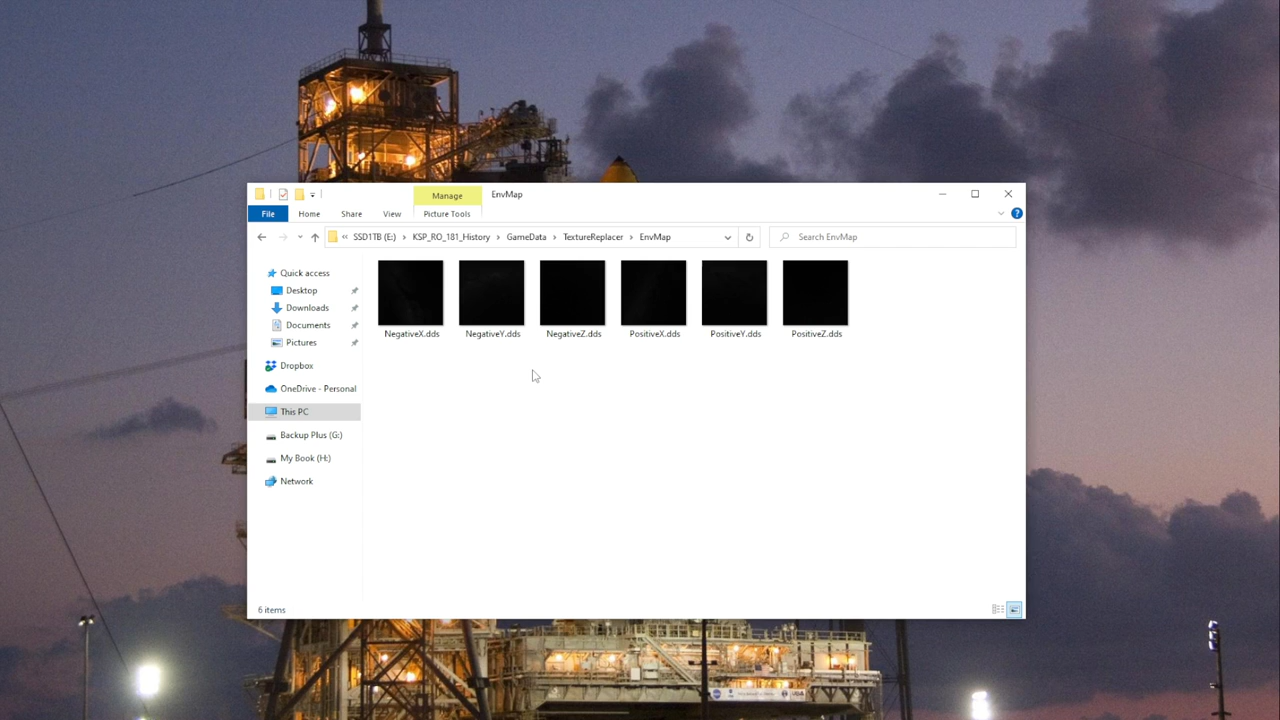 Manage
EnvMap
File
Home
Share
View
Picture Tools
« SSD1TB (E:) › KSP_RO_181_History › GameData › TextureReplacer › EnvMap
Search EnvMap
Quick access
Desktop
Downloads
Documents
Pictures
Dropbox
OneDrive - Personal
This PC
Backup Plus (G:)
My Book (H:)
Network
NegativeX.dds
NegativeY.dds
NegativeZ.dds
PositiveX.dds
PositiveY.dds
PositiveZ.dds
6 items